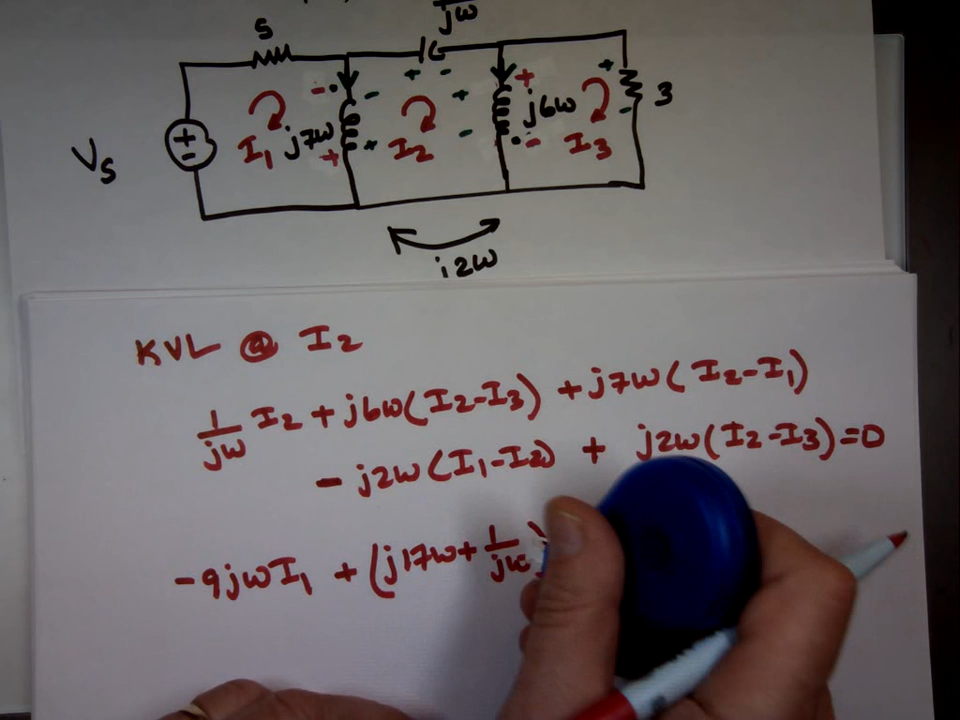 5
jω
Vs
I1
j7ω
I2
j6ω
I3
3
j2ω
KVL @ I2
1/jω I2 + j6ω(I2-I3) + j7ω(I2-I1)
- j2ω(I1-I2) + j2ω(I2-I3)=0
-9jωI1 + (j17ω+1/jω)